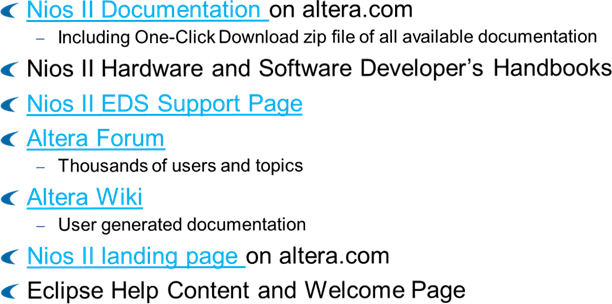 Nios II Documentation on altera.com
– Including One-Click Download zip file of all available documentation
Nios II Hardware and Software Developer's Handbooks
Nios II EDS Support Page
Altera Forum
– Thousands of users and topics
Altera Wiki
– User generated documentation
Nios II landing page on altera.com
Eclipse Help Content and Welcome Page